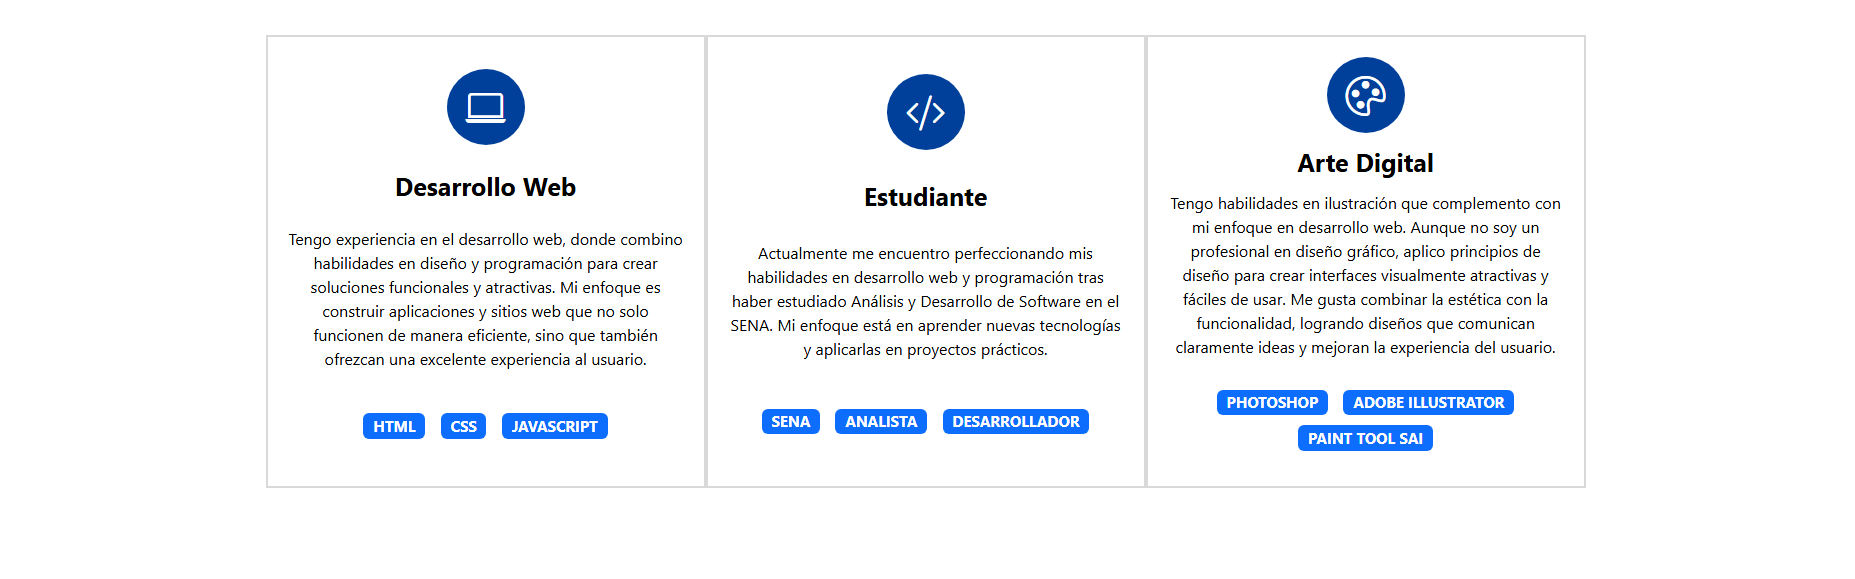 Desarrollo Web
Tengo experiencia en el desarrollo web, donde combino
habilidades en diseño y programación para crear
soluciones funcionales y atractivas. Mi enfoque es
construir aplicaciones y sitios web que no solo
funcionen de manera eficiente, sino que también
ofrezcan una excelente experiencia al usuario.
HTML CSS JAVASCRIPT
Estudiante
Actualmente me encuentro perfeccionando mis
habilidades en desarrollo web y programación tras
haber estudiado Análisis y Desarrollo de Software en el
SENA. Mi enfoque está en aprender nuevas tecnologías
y aplicarlas en proyectos prácticos.
SENA ANALISTA DESARROLLADOR
Arte Digital
Tengo habilidades en ilustración que complemento con
mi enfoque en desarrollo web. Aunque no soy un
profesional en diseño gráfico, aplico principios de
diseño para crear interfaces visualmente atractivas y
fáciles de usar. Me gusta combinar la estética con la
funcionalidad, logrando diseños que comunican
claramente ideas y mejoran la experiencia del usuario.
PHOTOSHOP ADOBE ILLUSTRATOR
PAINT TOOL SAI